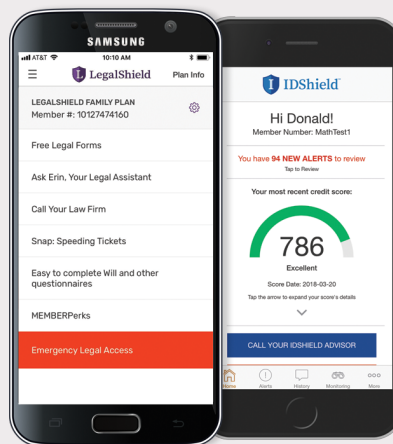 SAMSUNG
AT&T 10:10 AM
LegalShield Plan Info
LEGALSHIELD FAMILY PLAN
Member #: 10127474160
Free Legal Forms
Ask Erin, Your Legal Assistant
Call Your Law Firm
Snap: Speeding Tickets
Easy to complete Will and other
questionnaires
MEMBERPerks
Emergency Legal Access
IDShield
Hi Donald!
Member Number: MathTest1
You have 94 NEW ALERTS to review
Tap to Review
Your most recent credit score:
786
Excellent
Score Date: 2018-03-20
Tap the arrow to expand your score's details
CALL YOUR IDSHIELD ADVISOR
Home Alerts History Monitoring More